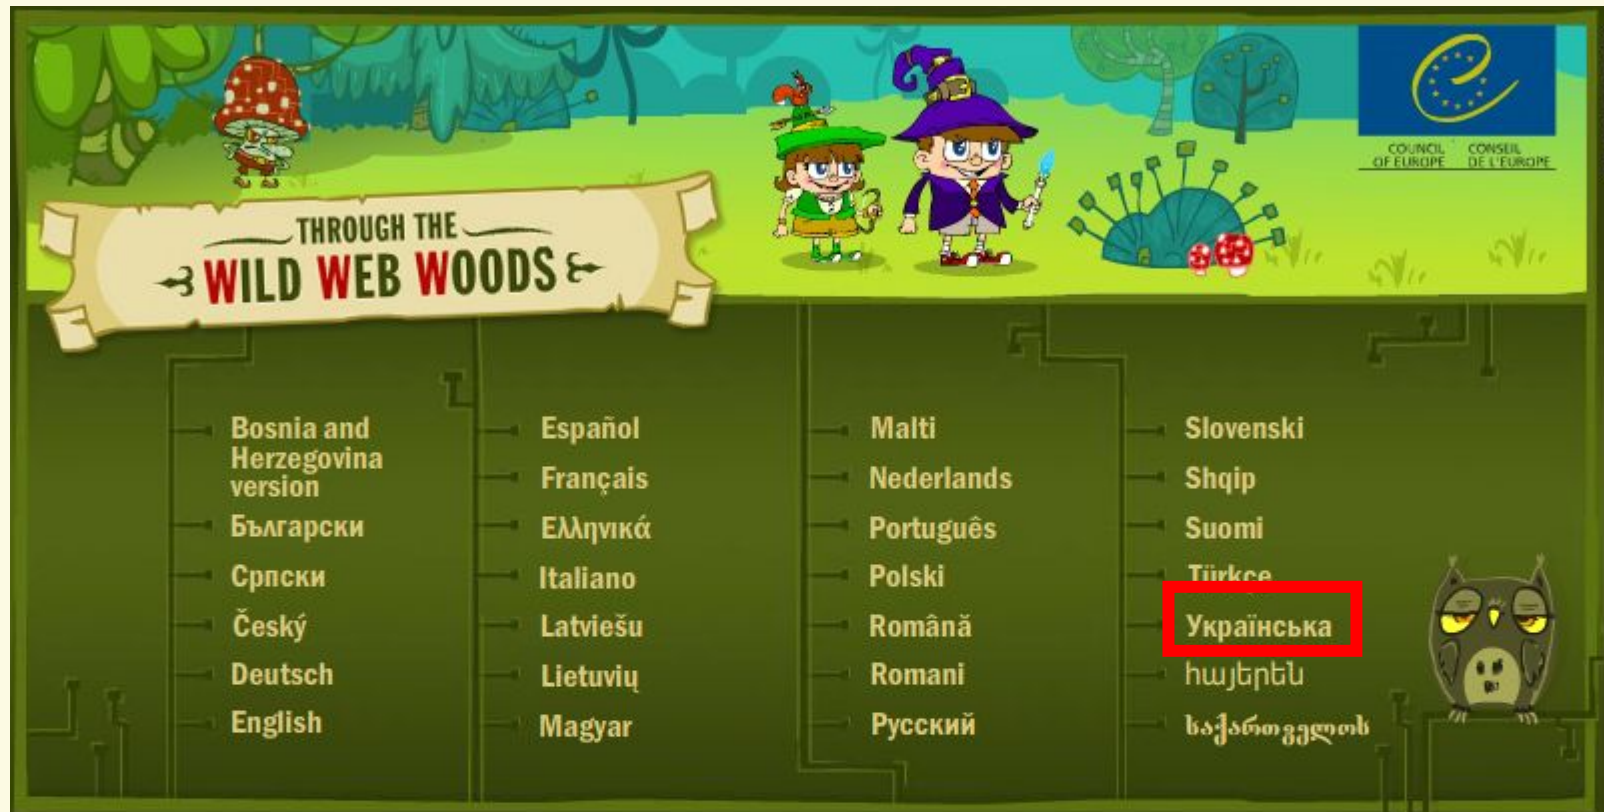 COUNCIL OF EUROPE
CONSEIL DE L'EUROPE
THROUGH THE
WILD WEB WOODS
Bosnia and
Herzegovina
version
Български
Српски
Český
Deutsch
English
Español
Français
Ελληνικά
Italiano
Latviešu
Lietuvių
Magyar
Malti
Nederlands
Português
Polski
Română
Romani
Русский
Slovenski
Shqip
Suomi
Türkçe
Українська
հայերեն
საქართველოს